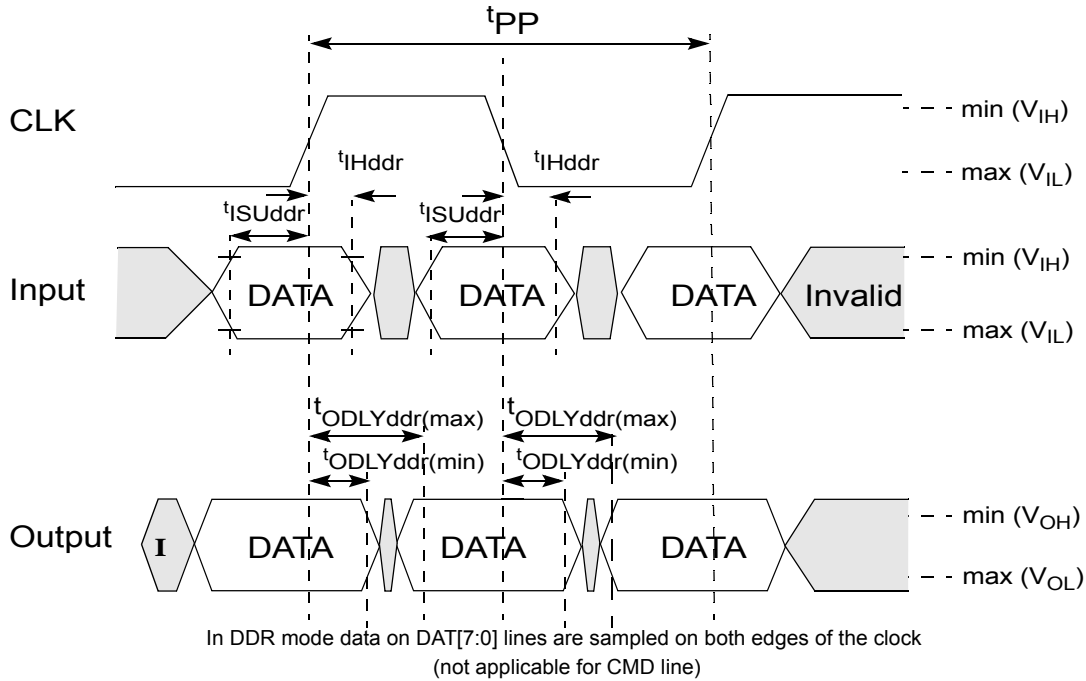 tPP
CLK
min (VIH)
max (VIL)
tIHddr
tIHddr
tISUddr
tISUddr
Input
DATA
DATA
DATA
Invalid
min (VIH)
max (VIL)
tODLYddr(max)
tODLYddr(max)
tODLYddr(min)
tODLYddr(min)
Output
I
DATA
DATA
DATA
min (VOH)
max (VOL)
In DDR mode data on DAT[7:0] lines are sampled on both edges of the clock
(not applicable for CMD line)